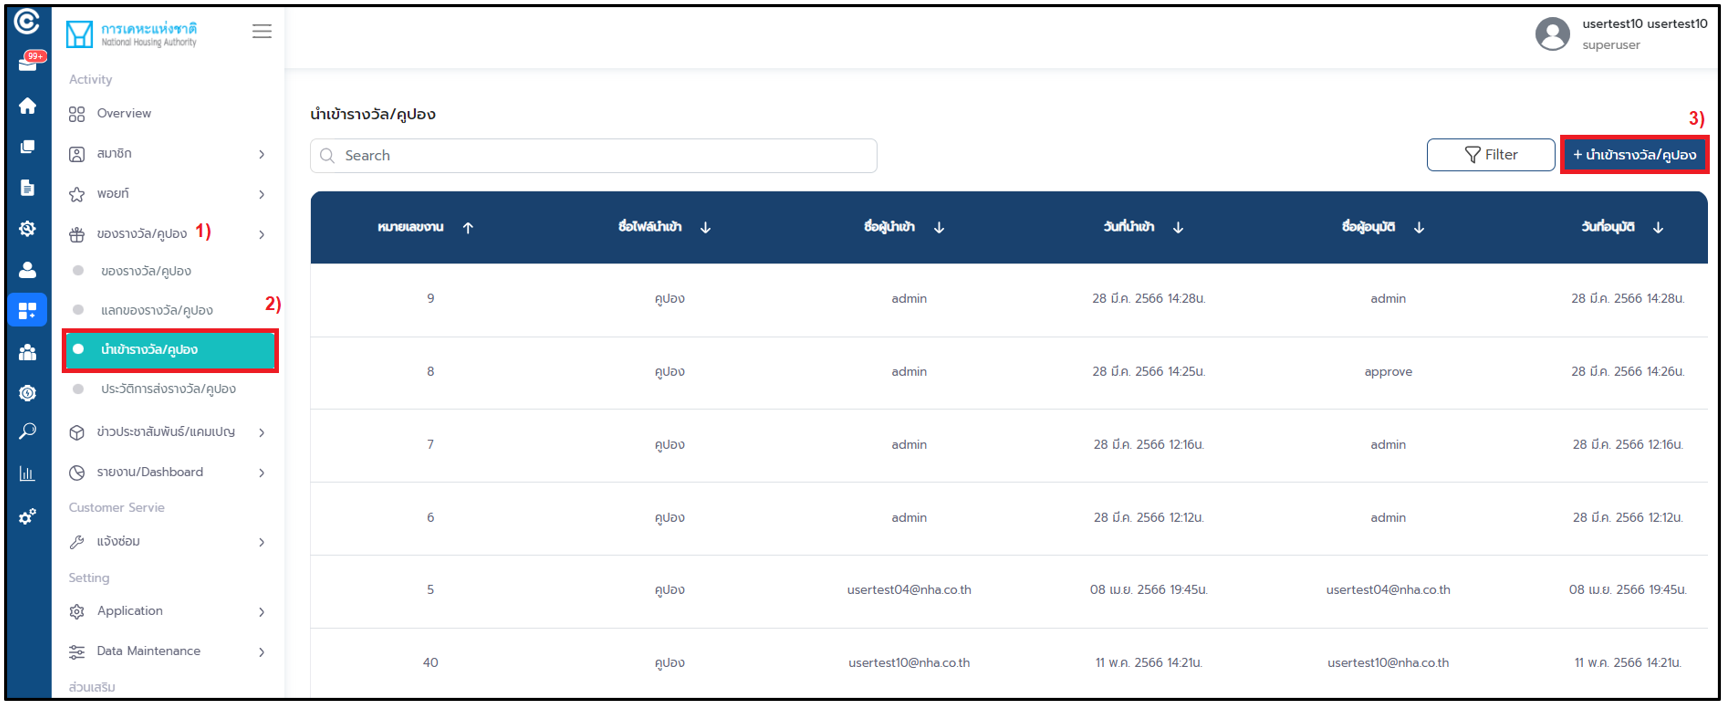 การเคหะแห่งชาติ
National Housing Authority
usertest10 usertest10
superuser
99+
Activity
Overview
สมาชิก
พอยท์
ของรางวัล/คูปอง 1)
ของรางวัล/คูปอง
แลกของรางวัล/คูปอง
2)
นำเข้ารางวัล/คูปอง
ประวัติการส่งรางวัล/คูปอง
ข่าวประชาสัมพันธ์/แคมเปญ
รายงาน/Dashboard
Customer Servie
แจ้งซ่อม
Setting
Application
Data Maintenance
ส่วนเสริม
นำเข้ารางวัล/คูปอง
3)
Search
Filter
+ นำเข้ารางวัล/คูปอง
หมายเลขงาน ↑ ชื่อไฟล์นำเข้า ↓ ชื่อผู้นำเข้า ↓ วันที่นำเข้า ↓ ชื่อผู้อนุมัติ ↓ วันที่อนุมัติ ↓
9 คูปอง admin 28 มี.ค. 2566 14:28น. admin 28 มี.ค. 2566 14:28น.
8 คูปอง admin 28 มี.ค. 2566 14:25น. approve 28 มี.ค. 2566 14:26น.
7 คูปอง admin 28 มี.ค. 2566 12:16น. admin 28 มี.ค. 2566 12:16น.
6 คูปอง admin 28 มี.ค. 2566 12:12น. admin 28 มี.ค. 2566 12:12น.
5 คูปอง usertest04@nha.co.th 08 เม.ย. 2566 19:45น. usertest04@nha.co.th 08 เม.ย. 2566 19:45น.
40 คูปอง usertest10@nha.co.th 11 พ.ค. 2566 14:21น. usertest10@nha.co.th 11 พ.ค. 2566 14:21น.